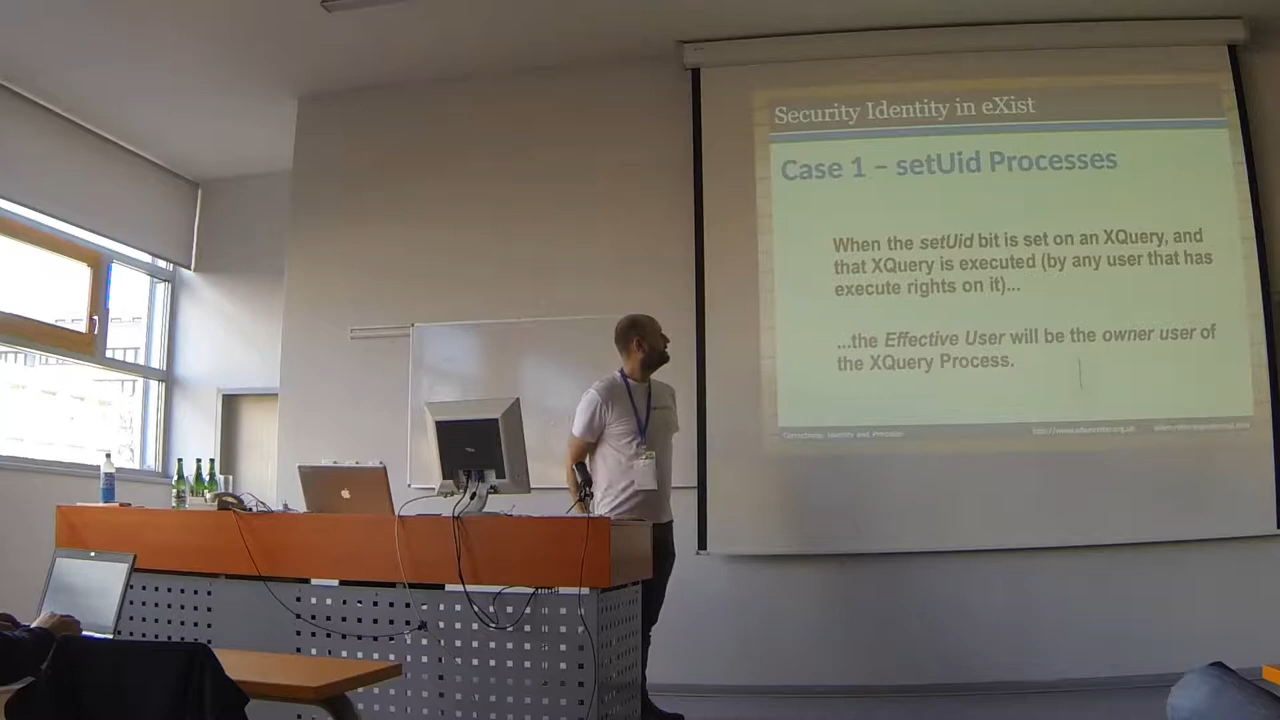 Security Identity in eXist
Case 1 – setUid Processes
When the setUid bit is set on an XQuery, and
that XQuery is executed (by any user that has
execute rights on it)...
...the Effective User will be the owner user of
the XQuery Process.